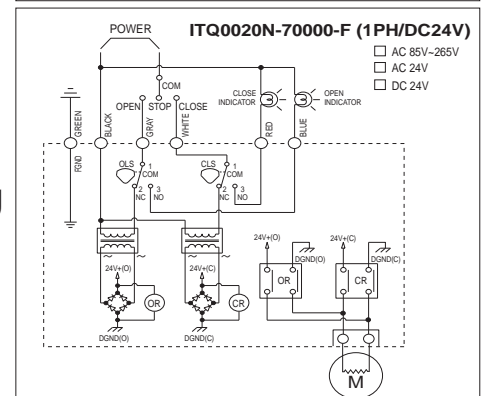 POWER
ITQ0020N-70000-F (1PH/DC24V)
AC 85V~265V
AC 24V
DC 24V
COM
OPEN STOP CLOSE
CLOSE INDICATOR
OPEN INDICATOR
GREEN
BLACK
GRAY
WHITE
RED
BLUE
FGND
OLS
1
COM
2
NC
3
NO
CLS
1
COM
2
NC
3
NO
24V+(O)
OR
DGND(O)
24V+(C)
CR
DGND(C)
24V+(O)
DGND(O)
OR
24V+(C)
DGND(C)
CR
M